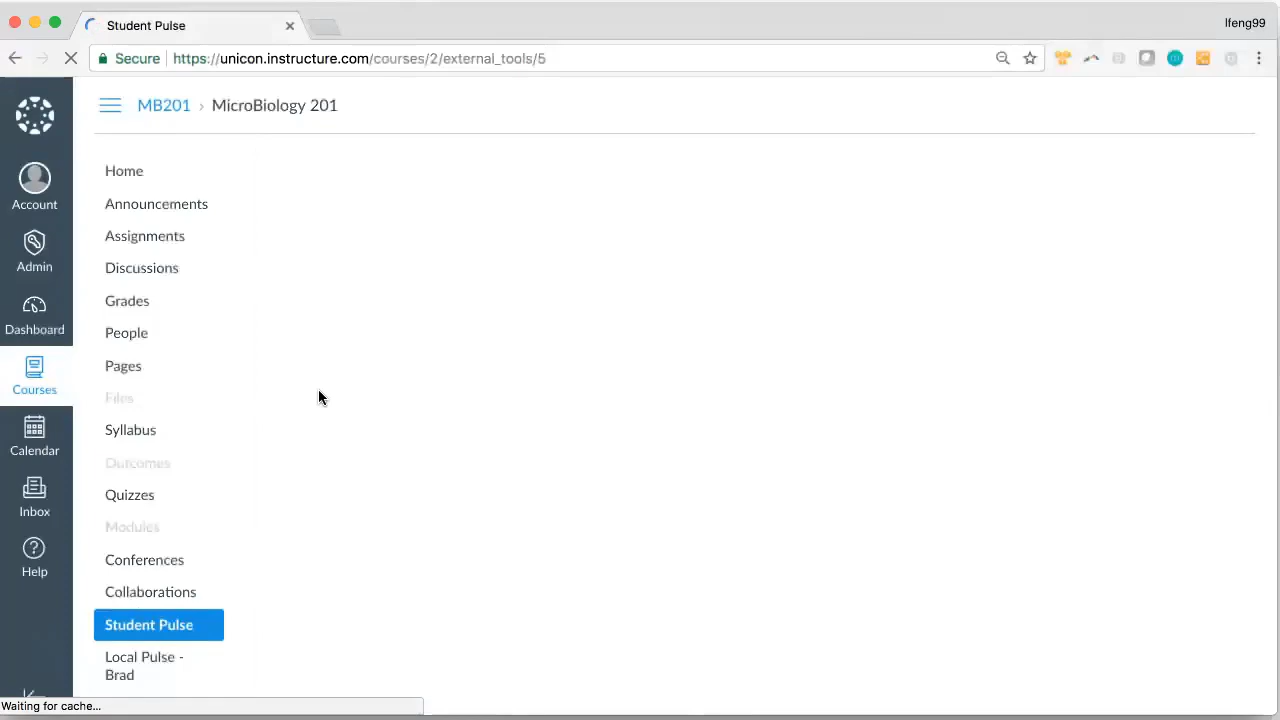 Student Pulse
lfeng99
Secure https://unicon.instructure.com/courses/2/external_tools/5
MB201 › MicroBiology 201
Account
Admin
Dashboard
Courses
Calendar
Inbox
Help
Home
Announcements
Assignments
Discussions
Grades
People
Pages
Files
Syllabus
Outcomes
Quizzes
Modules
Conferences
Collaborations
Student Pulse
Local Pulse -
Brad
Waiting for cache...